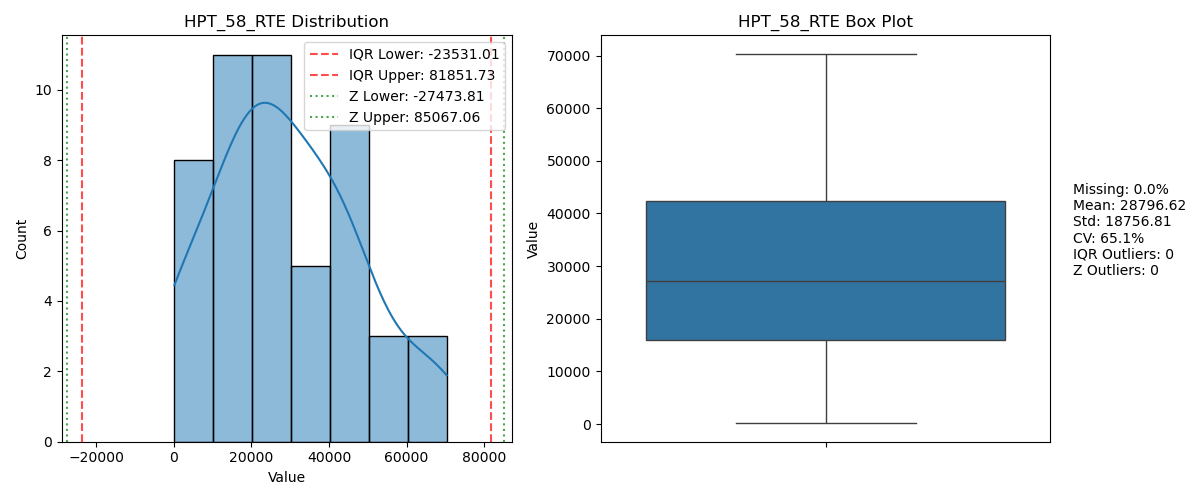 HPT_58_RTE Distribution
IQR Lower: -23531.01
IQR Upper: 81851.73
Z Lower: -27473.81
Z Upper: 85067.06
10
8
6
4
2
0
Count
−20000
0
20000
40000
60000
80000
Value
HPT_58_RTE Box Plot
70000
60000
50000
40000
30000
20000
10000
0
Value
Missing: 0.0%
Mean: 28796.62
Std: 18756.81
CV: 65.1%
IQR Outliers: 0
Z Outliers: 0